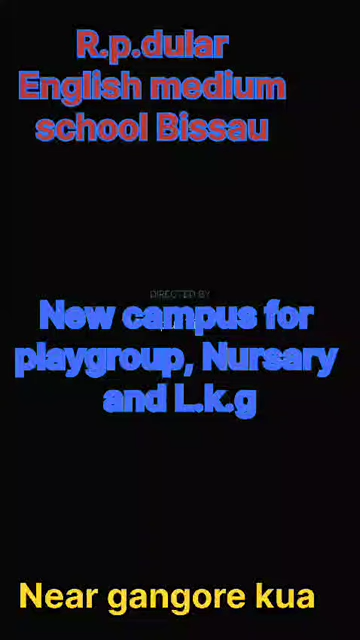 R.p.dular
English medium
school Bissau
DIRECTED BY
New campus for
playgroup, Nursary
and L.k.g
Near gangore kua